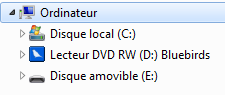 Ordinateur
Disque local (C:)
Lecteur DVD RW (D:) Bluebirds
Disque amovible (E:)